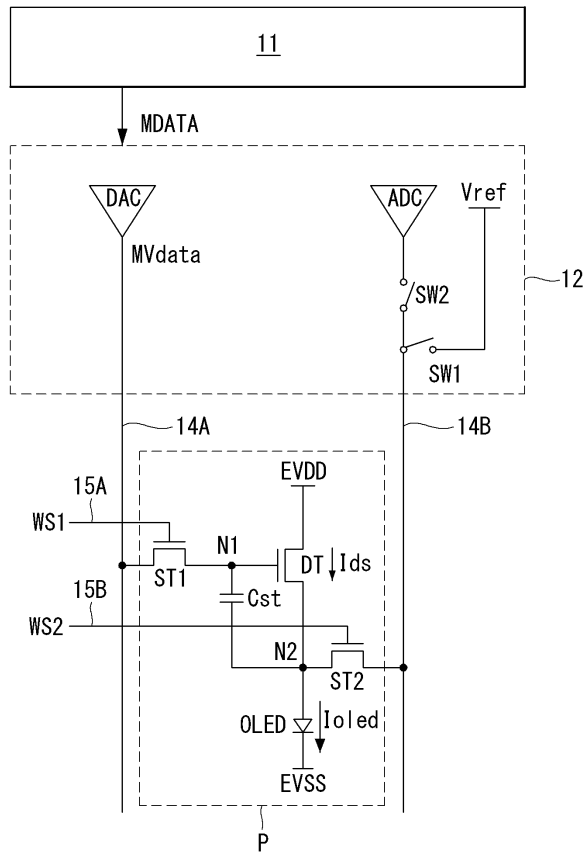 11
MDATA
DAC
ADC
Vref
MVdata
SW2
12
SW1
14A
14B
15A
EVDD
WS1
N1
DT
Ids
ST1
15B
Cst
WS2
N2
ST2
OLED
Ioled
EVSS
P